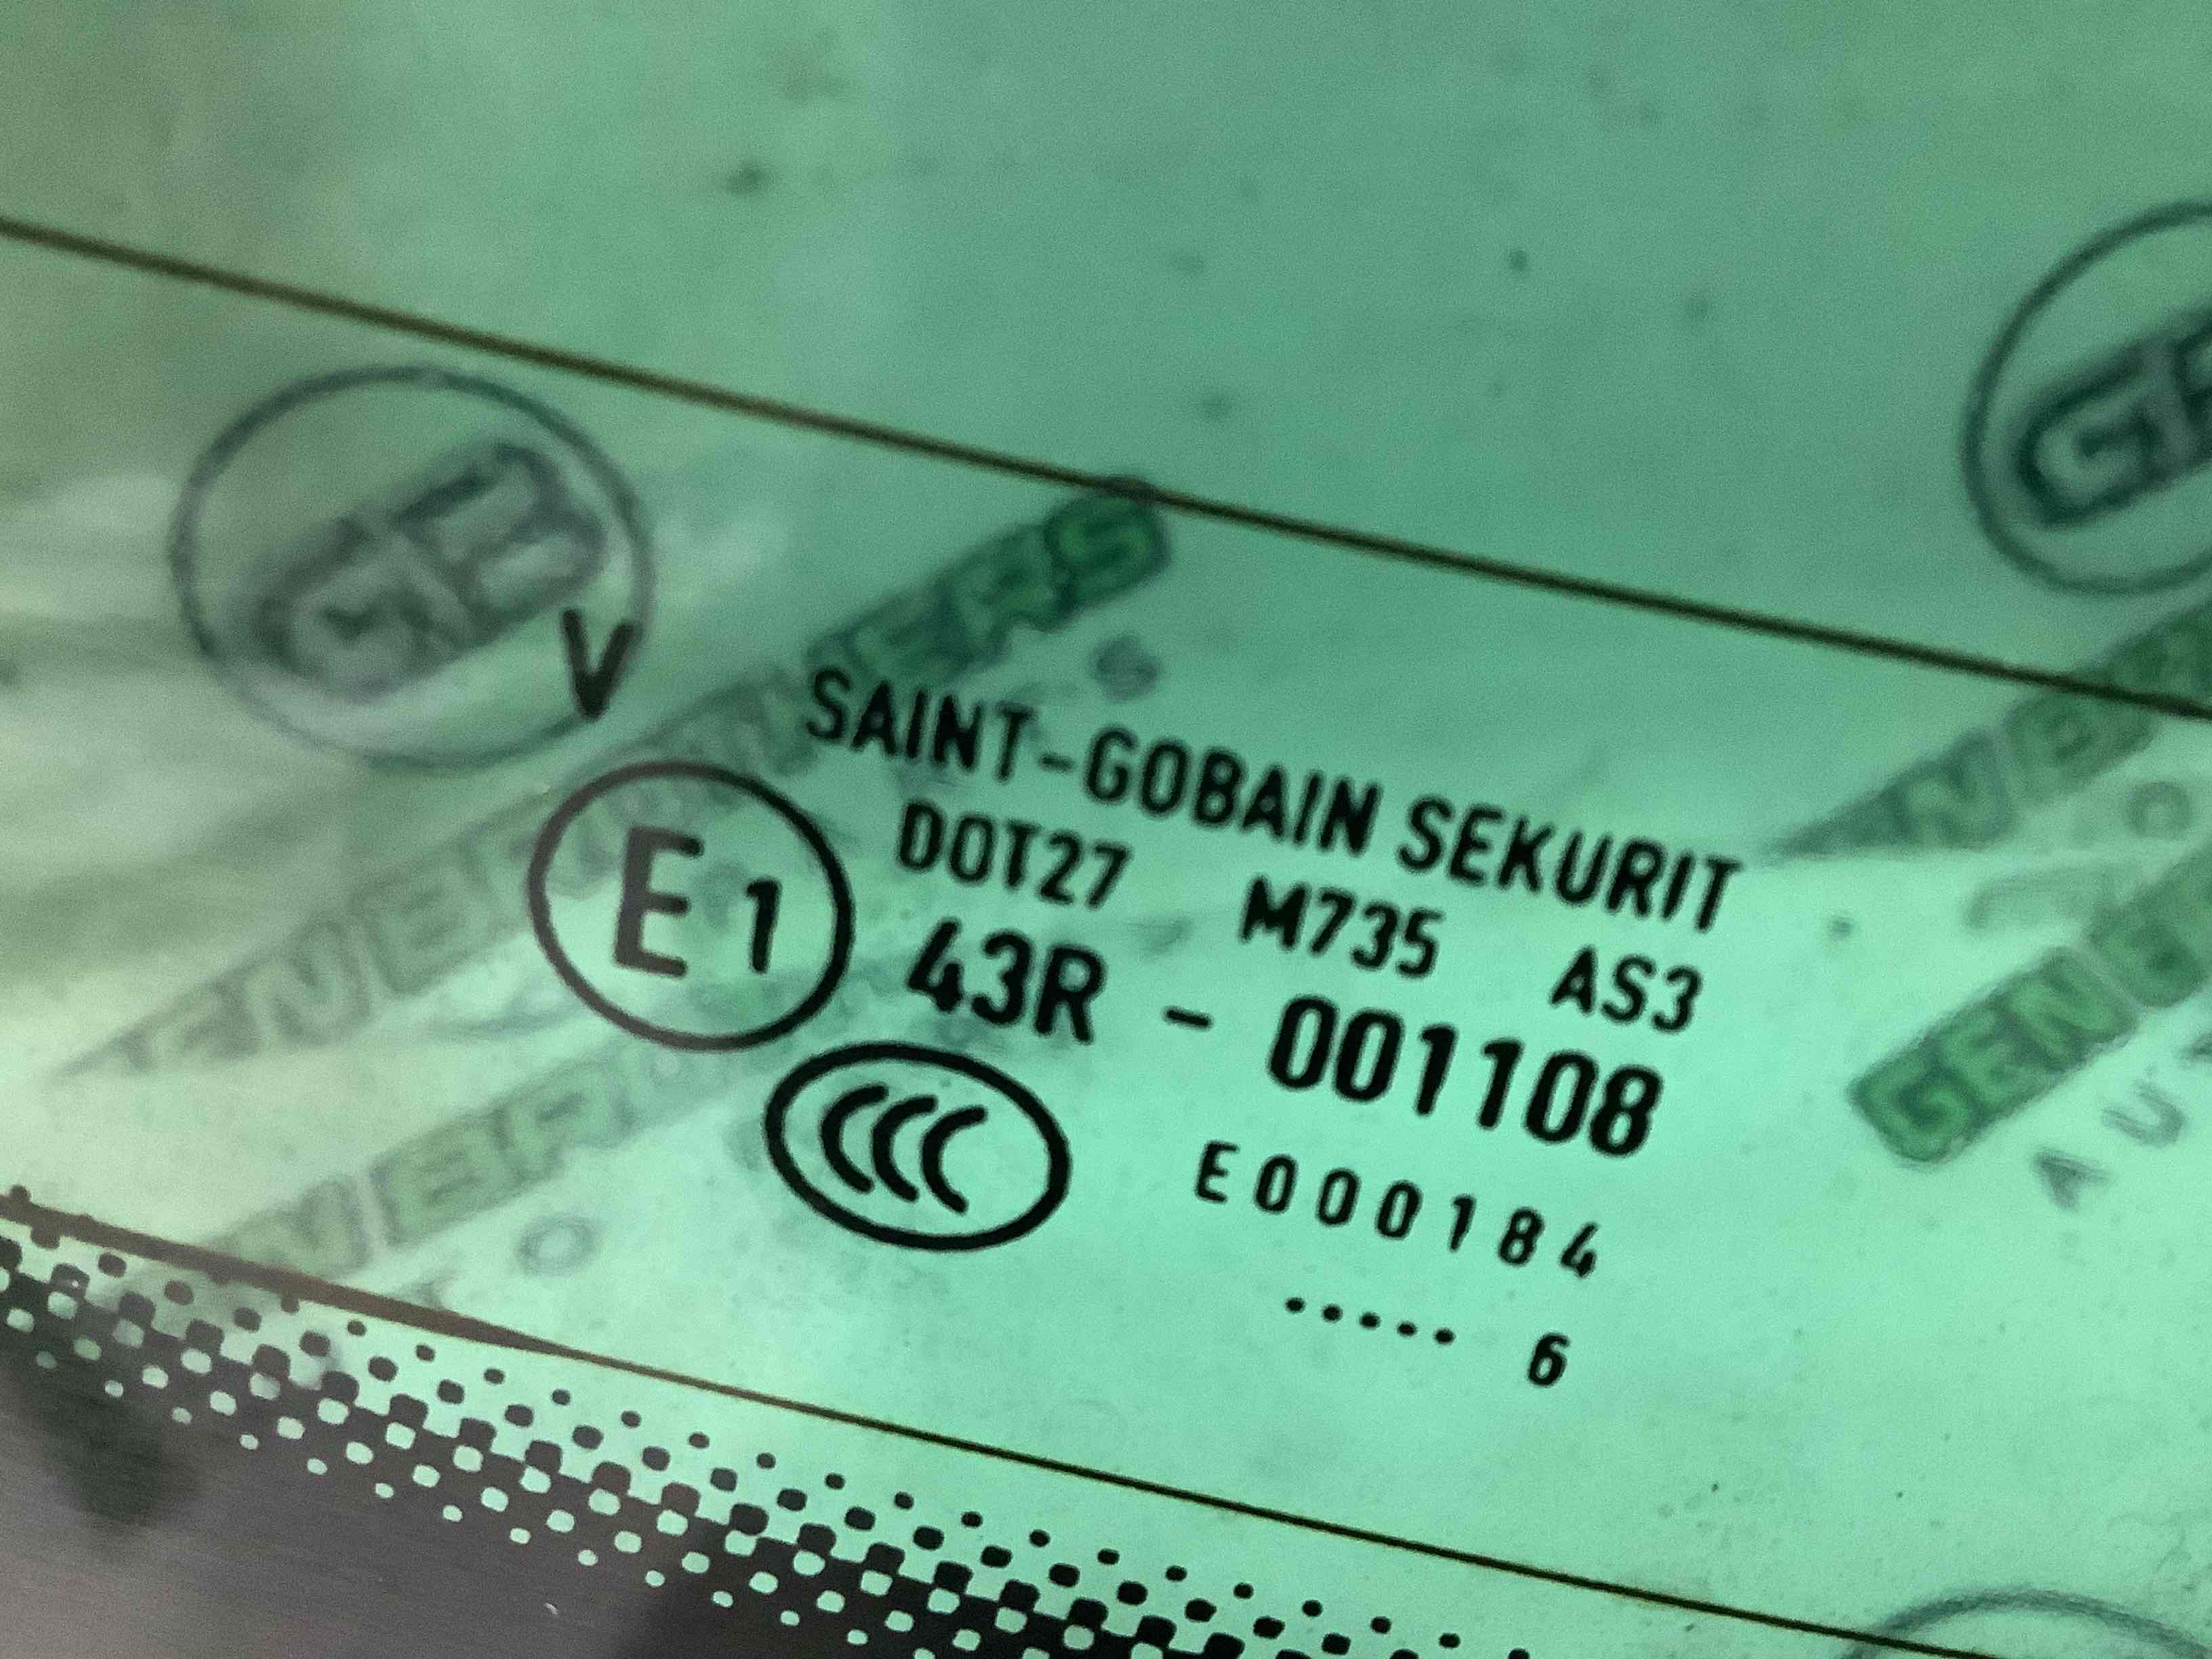 V
SAINT-GOBAIN SEKURIT
DOT27 M735 AS3
E1 43R - 001108
CCC
E000184
..... 6